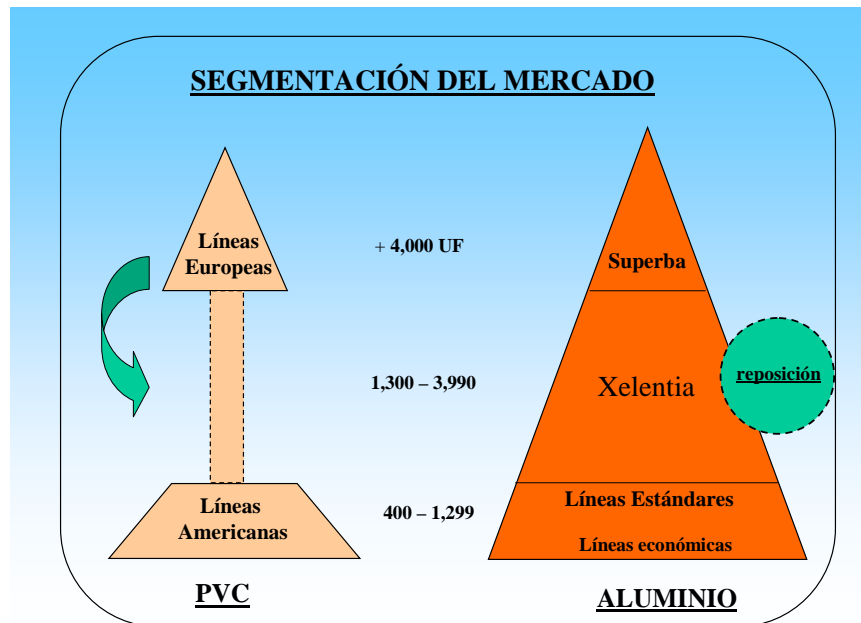 SEGMENTACIÓN DEL MERCADO
Líneas
Europeas
+ 4,000 UF
Superba
1,300 – 3,990
Xelentia
reposición
Líneas
Americanas
400 – 1,299
Líneas Estándares
Líneas económicas
PVC
ALUMINIO